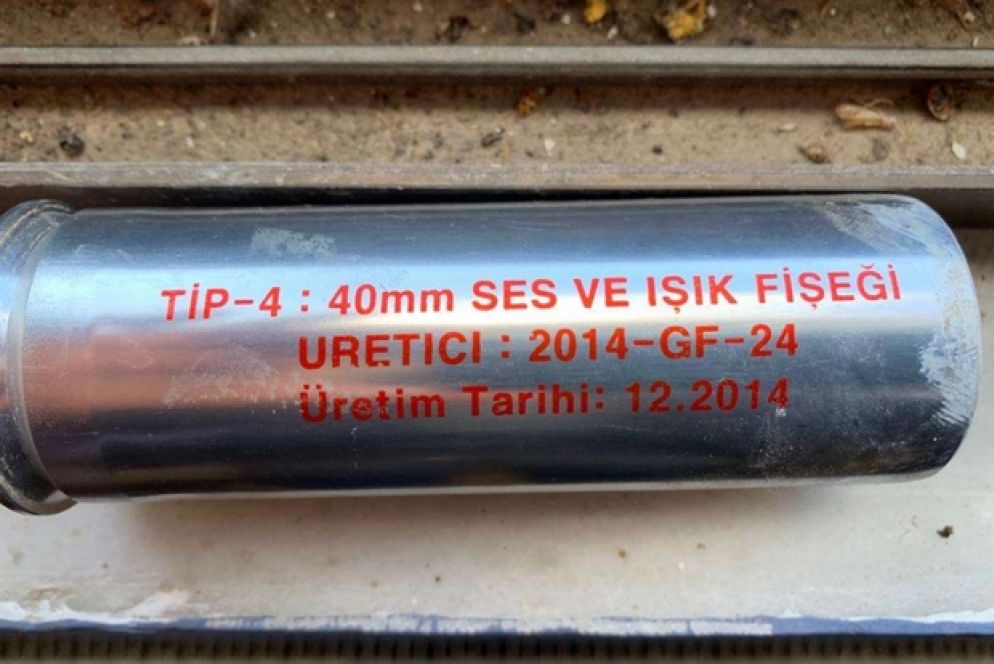 TİP-4 : 40mm SES VE IŞIK FİŞEĞİ
URETICI : 2014-GF-24
Üretim Tarihi: 12.2014